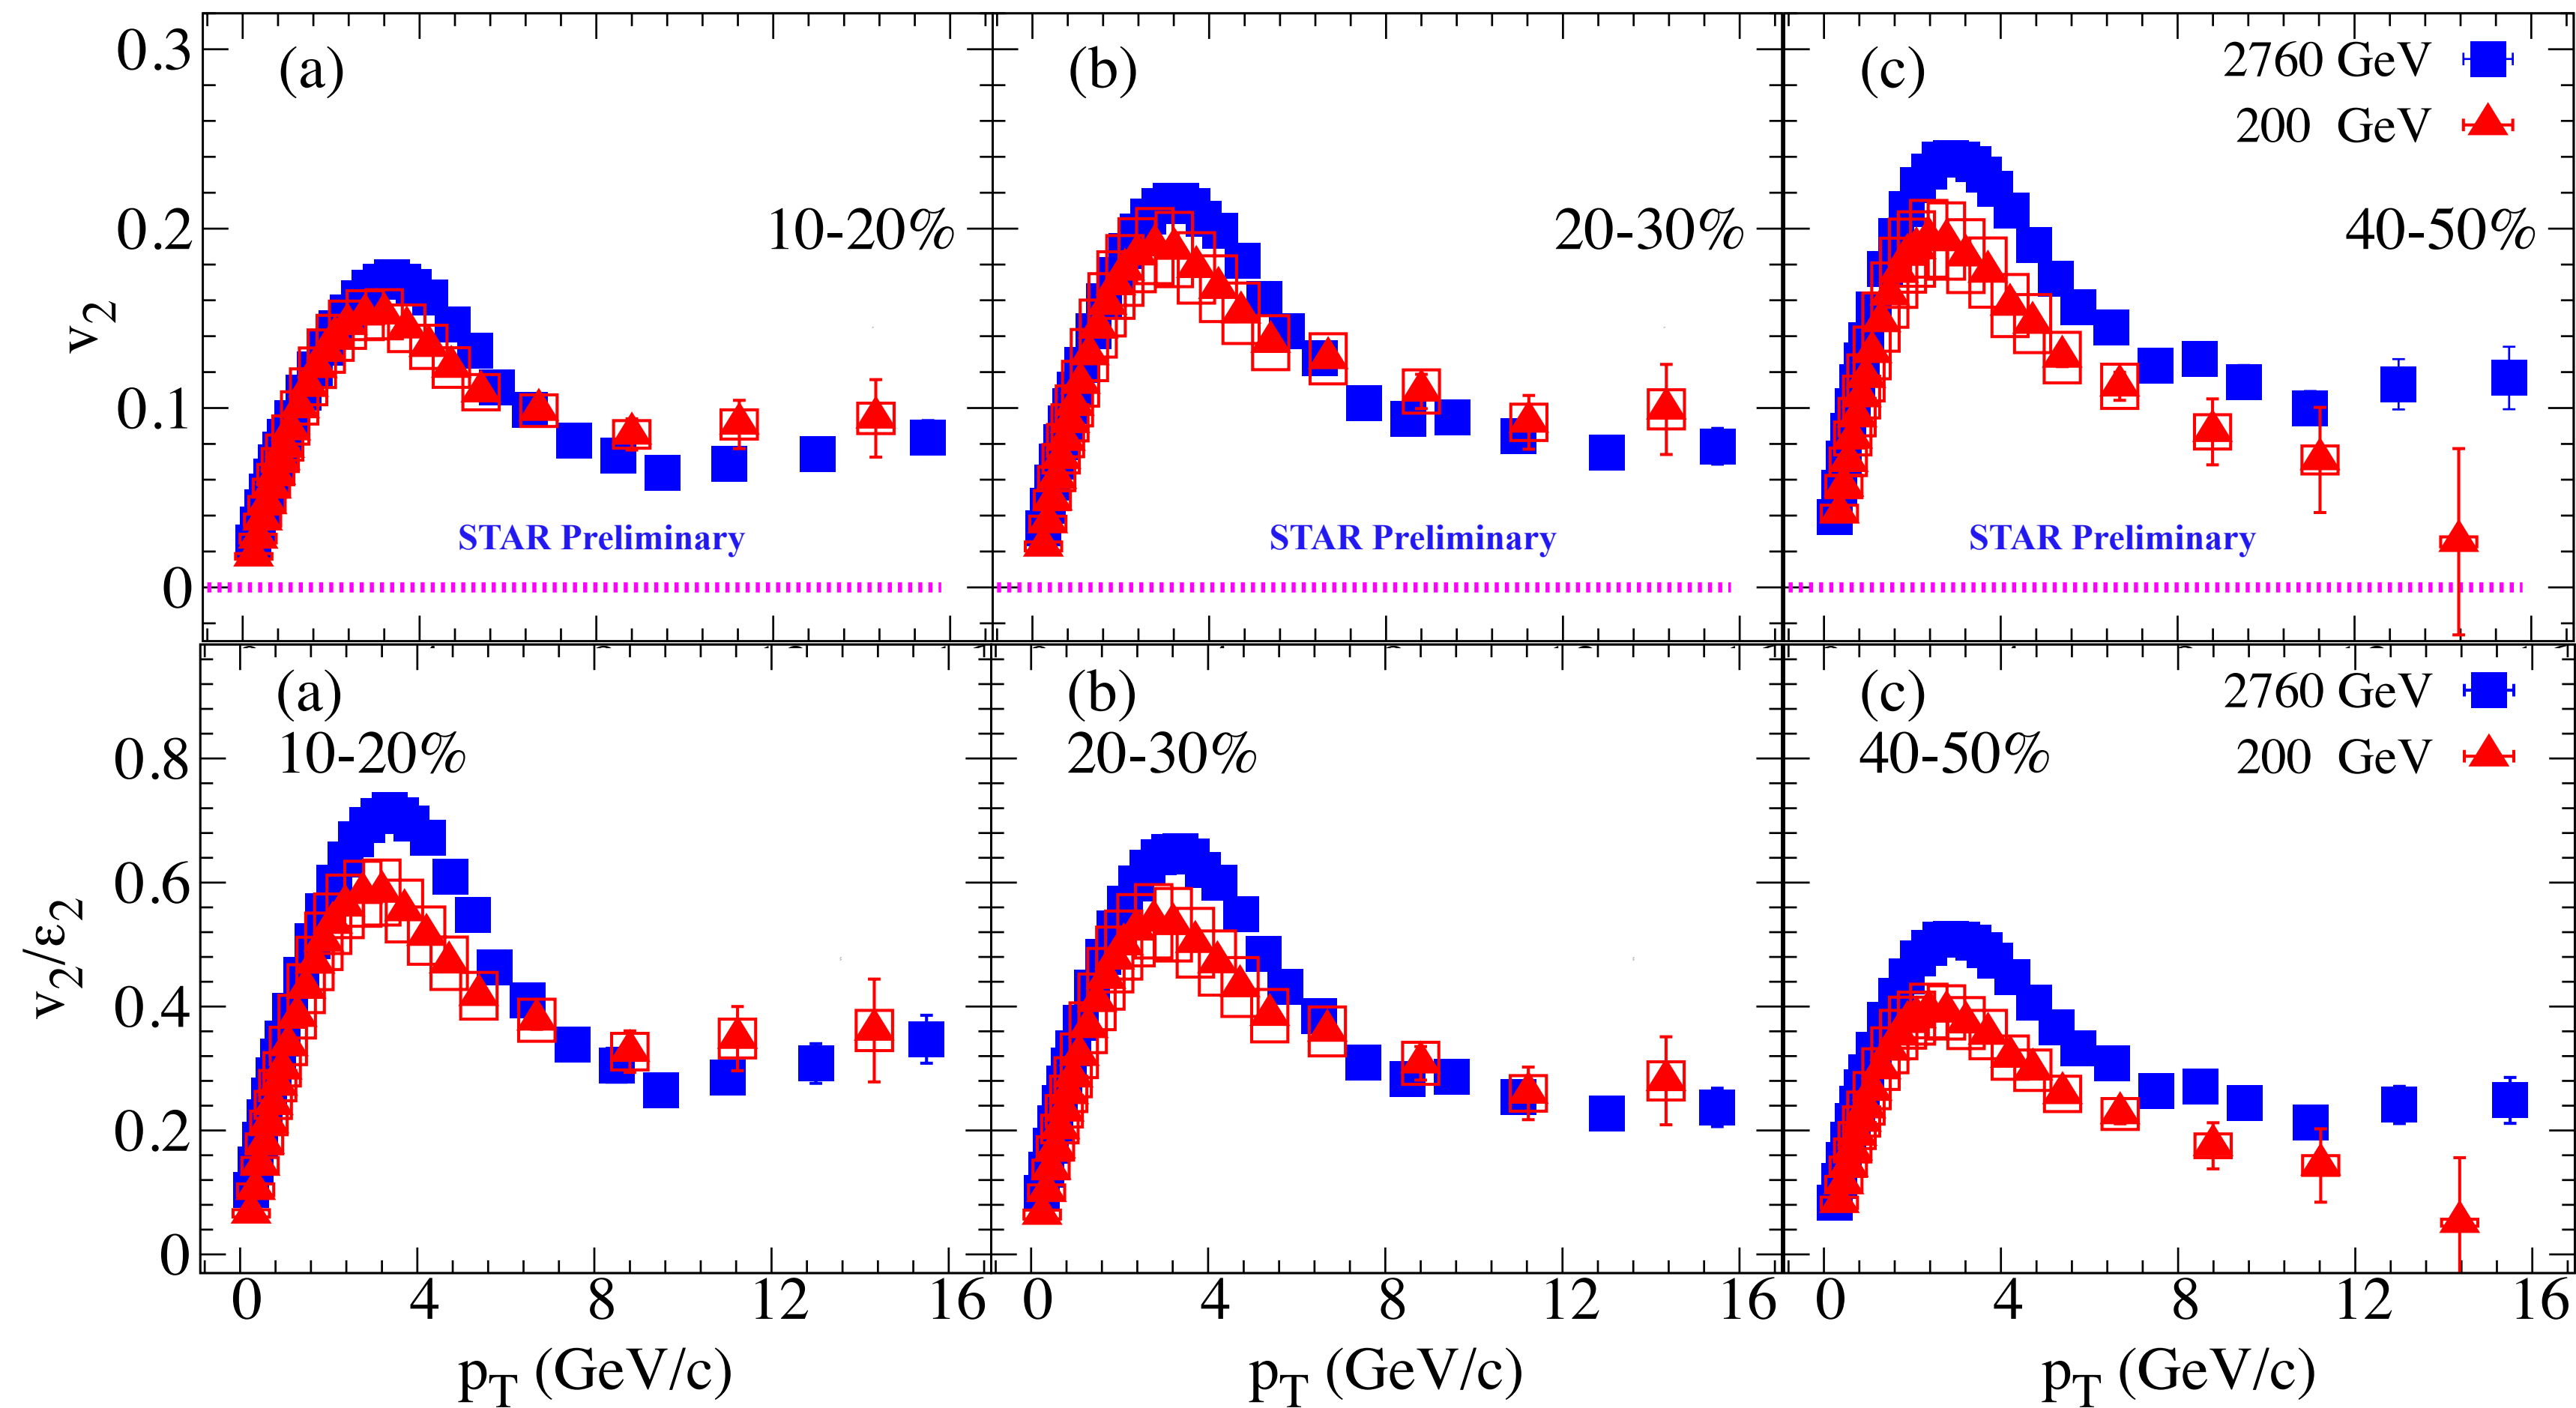 (a)
(b)
(c)
2760 GeV
200 GeV
10-20%
20-30%
40-50%
0.3
0.2
0.1
0
v2
STAR Preliminary
STAR Preliminary
STAR Preliminary
(a)
(b)
(c)
2760 GeV
200 GeV
10-20%
20-30%
40-50%
0.8
0.6
0.4
0.2
0
v2/ε2
0 4 8 12 16
0 4 8 12 16
0 4 8 12 16
pT (GeV/c)
pT (GeV/c)
pT (GeV/c)